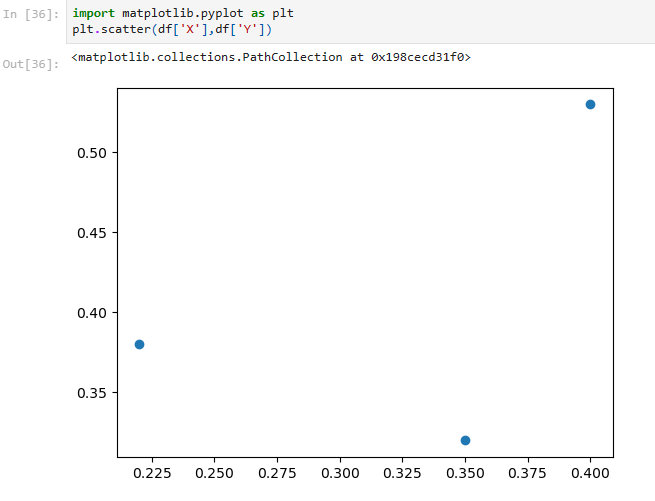 In [36]: import matplotlib.pyplot as plt
plt.scatter(df['X'],df['Y'])
Out[36]: <matplotlib.collections.PathCollection at 0x198cecd31f0>
0.50
0.45
0.40
0.35
0.225 0.250 0.275 0.300 0.325 0.350 0.375 0.400